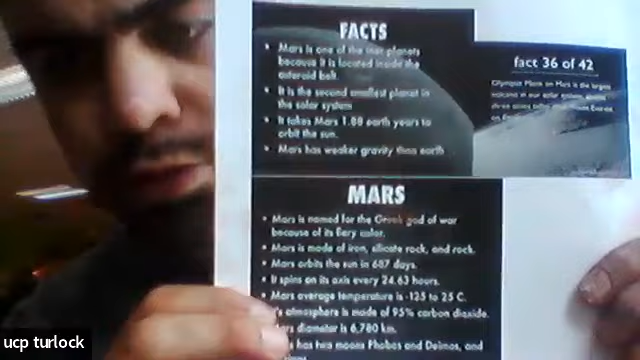 FACTS
• Mars is one of the inner planets
because it is located inside the
asteroid belt.
• It is the second smallest planet in
the solar system
• It takes Mars 1.88 earth years to
orbit the sun.
• Mars has weaker gravity than earth
fact 36 of 42
Olympus Mons on Mars is the largest
volcano in our solar system
three times taller
on
MARS
• Mars is named for the Greek god of war
because of its fiery color.
• Mars is made of iron, silicate rock, and rock.
• Mars orbits the sun in 687 days.
• It spins on its axis every 24.63 hours.
• Mars average temperature is -125 to 25 C.
atmosphere is made of 95% carbon dioxide.
diameter is 6,780 km.
has two moons Phobos and Deimos, and
ucp turlock